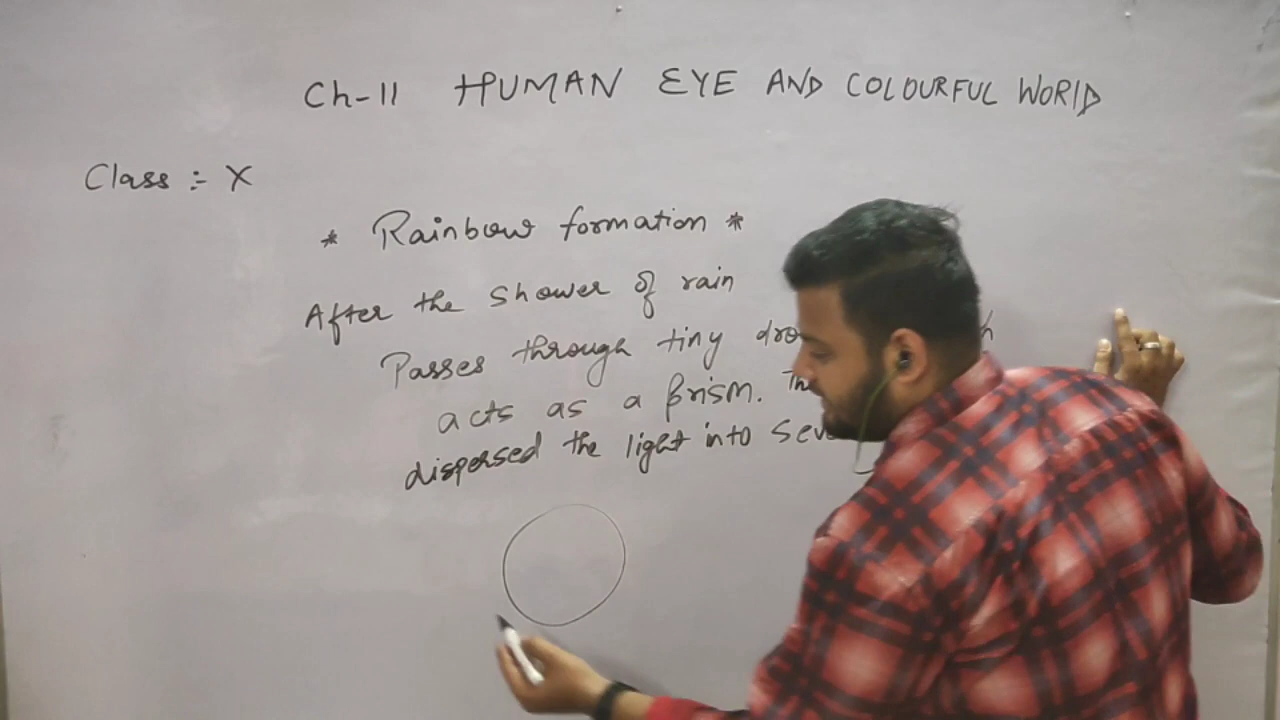 Ch-11 HUMAN EYE AND COLOURFUL WORLD
Class :- X
* Rainbow formation *
After the shower of rain
Passes through tiny
acts as a prism.
dispersed the light into